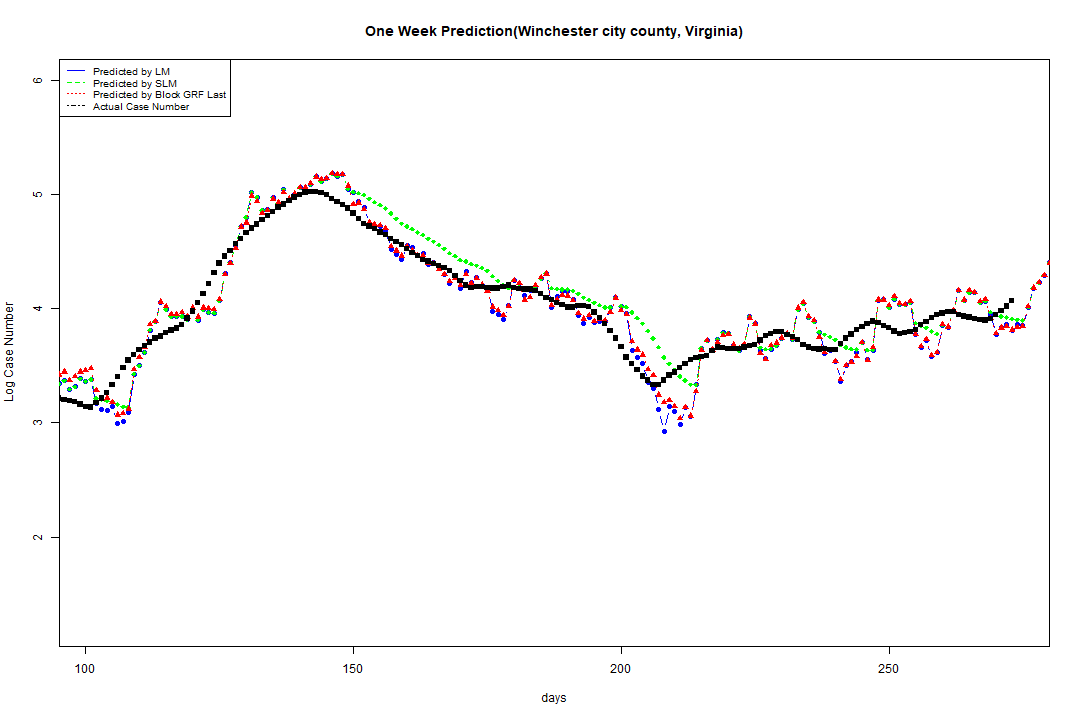 One Week Prediction(Winchester city county, Virginia)
Predicted by LM
Predicted by SLM
Predicted by Block GRF Last
Actual Case Number
6
5
4
3
2
Log Case Number
100 150 200 250
days